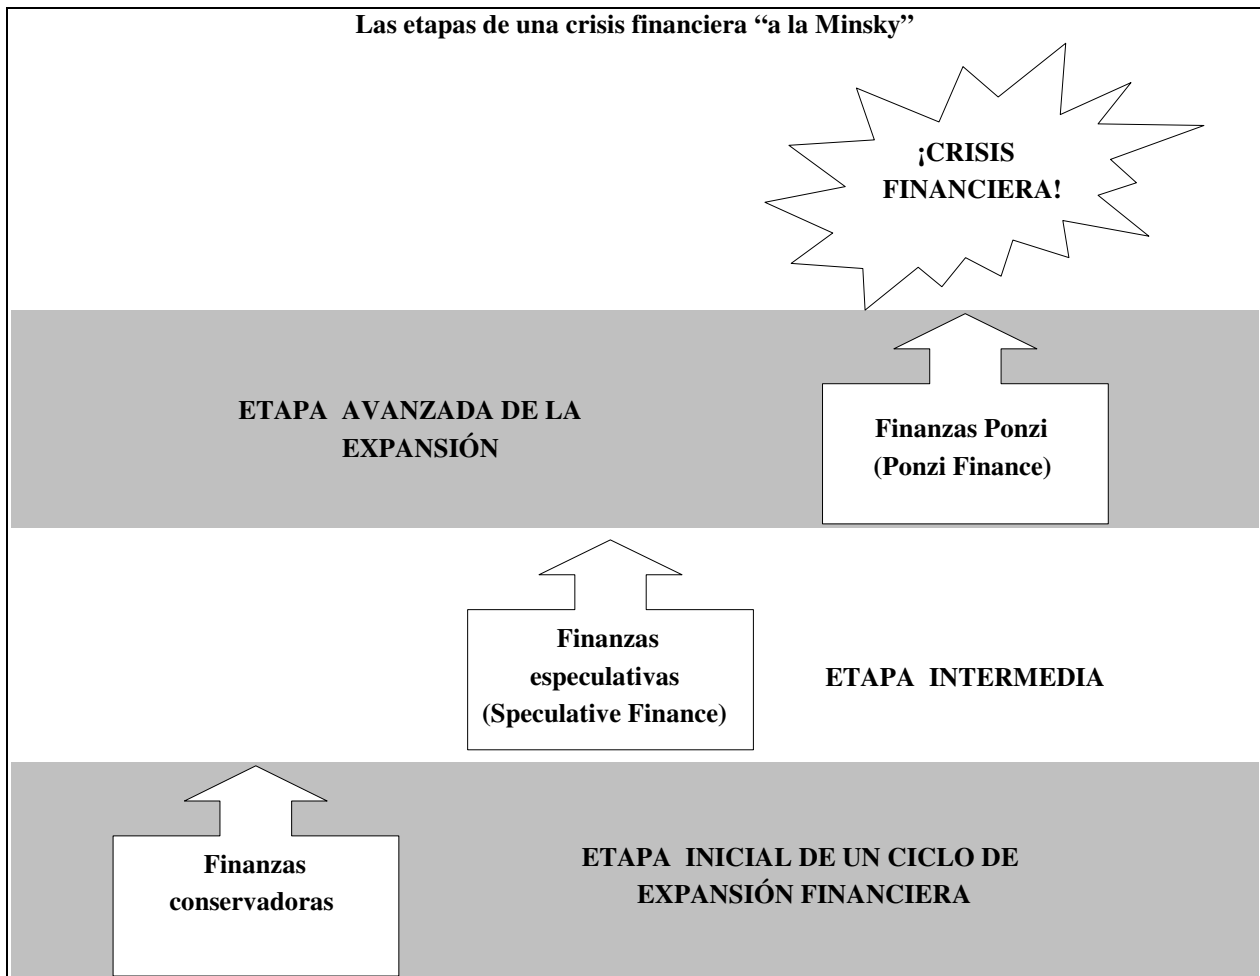 Las etapas de una crisis financiera “a la Minsky”
¡CRISIS
FINANCIERA!
ETAPA AVANZADA DE LA
EXPANSIÓN
Finanzas Ponzi
(Ponzi Finance)
Finanzas
especulativas
(Speculative Finance)
ETAPA INTERMEDIA
Finanzas
conservadoras
ETAPA INICIAL DE UN CICLO DE
EXPANSIÓN FINANCIERA